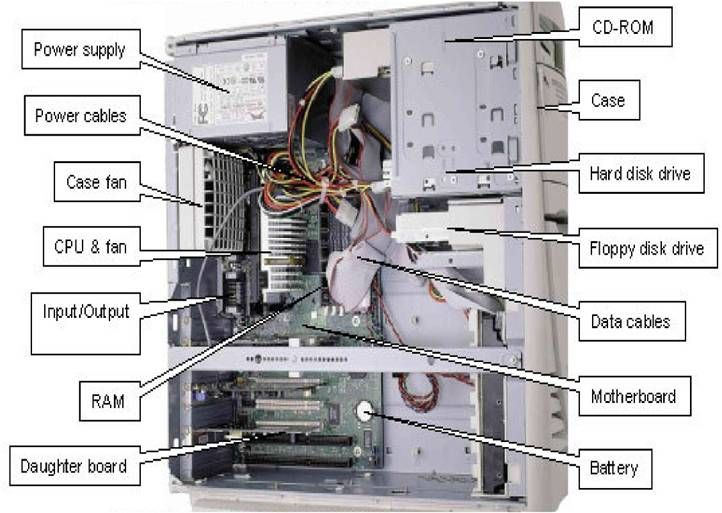 Power supply
Power cables
Case fan
CPU & fan
Input/Output
RAM
Daughter board
CD-ROM
Case
Hard disk drive
Floppy disk drive
Data cables
Motherboard
Battery